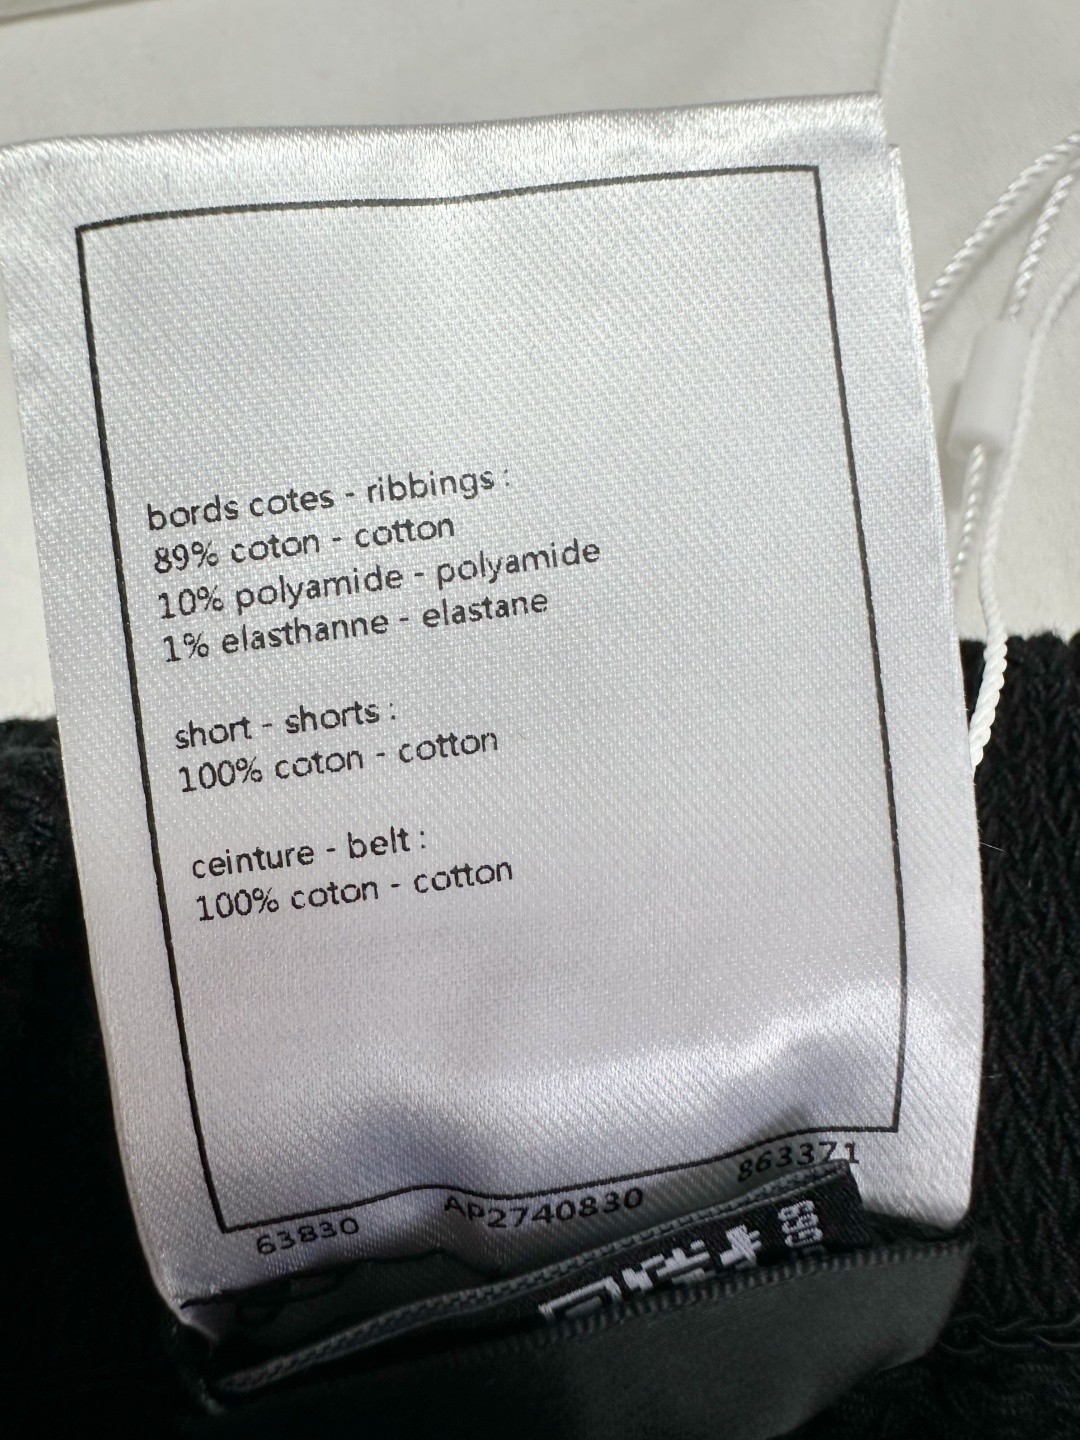 bords cotes - ribbings :
89% coton - cotton
10% polyamide - polyamide
1% elasthanne - elastane
short - shorts :
100% coton - cotton
ceinture - belt :
100% coton - cotton
63830 AP2740830 863371